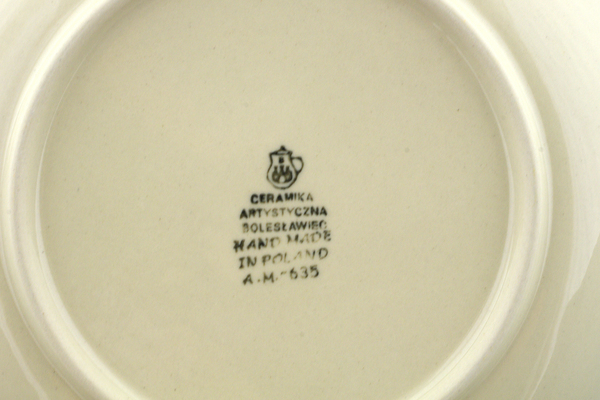 CERAMIKA
ARTYSTYCZNA
BOLESŁAWIEC
HAND MADE
IN POLAND
A.M.-635